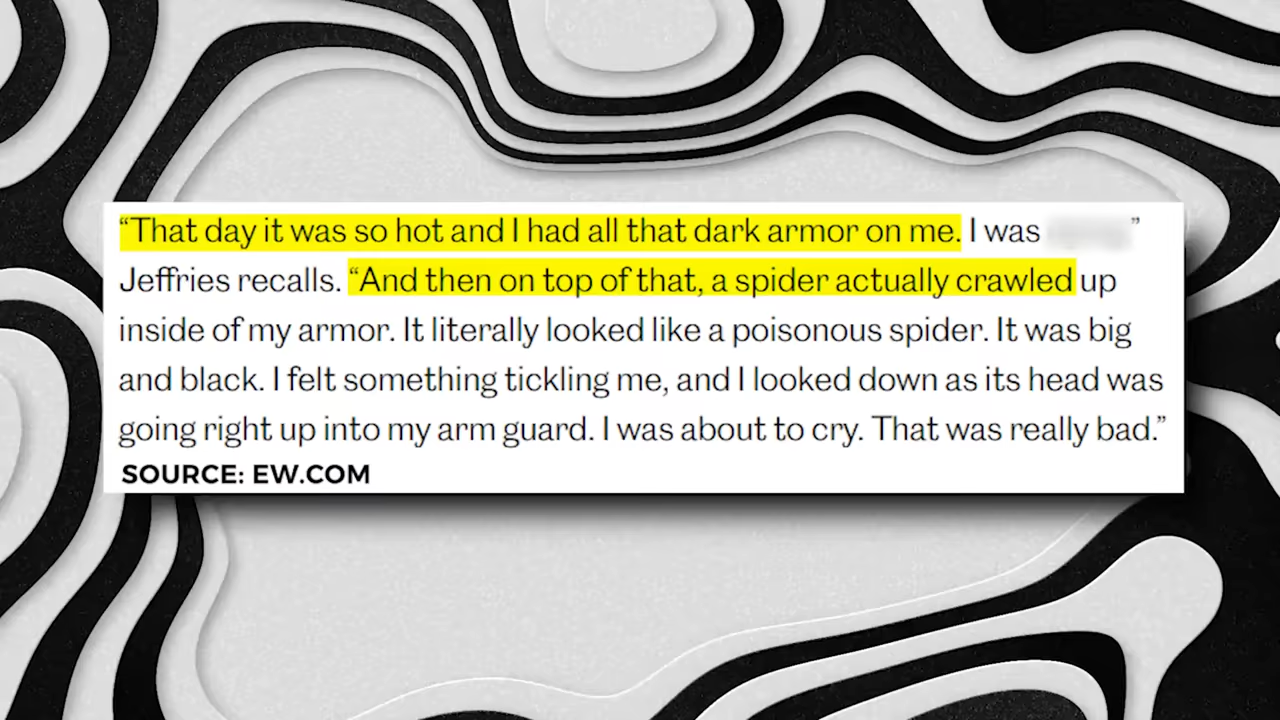 “That day it was so hot and I had all that dark armor on me. I was ”
Jeffries recalls. “And then on top of that, a spider actually crawled up
inside of my armor. It literally looked like a poisonous spider. It was big
and black. I felt something tickling me, and I looked down as its head was
going right up into my arm guard. I was about to cry. That was really bad.”
SOURCE: EW.COM